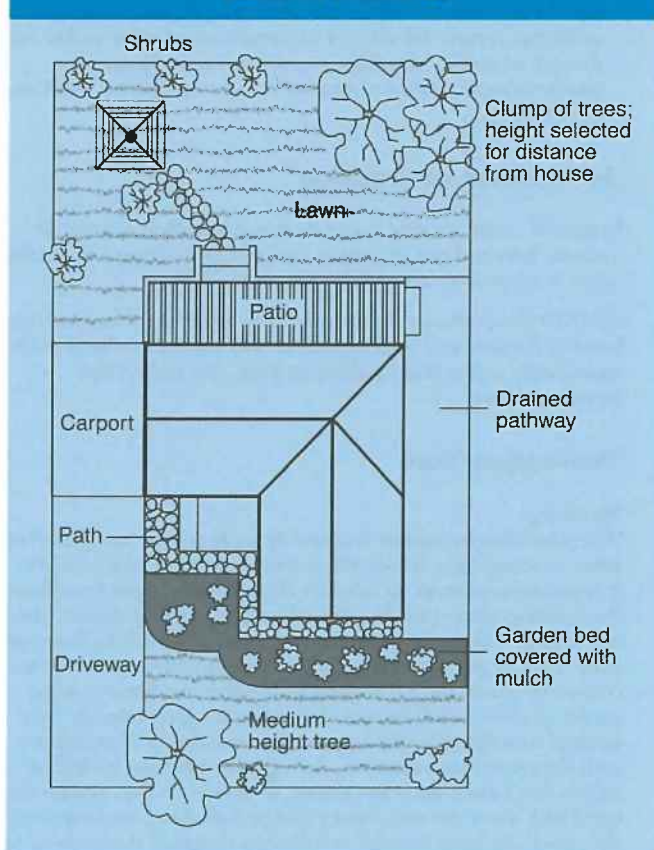 Shrubs
Clump of trees;
height selected
for distance
from house
Lawn
Patio
Carport
Drained
pathway
Path
Garden bed
covered with
mulch
Driveway
Medium
height tree